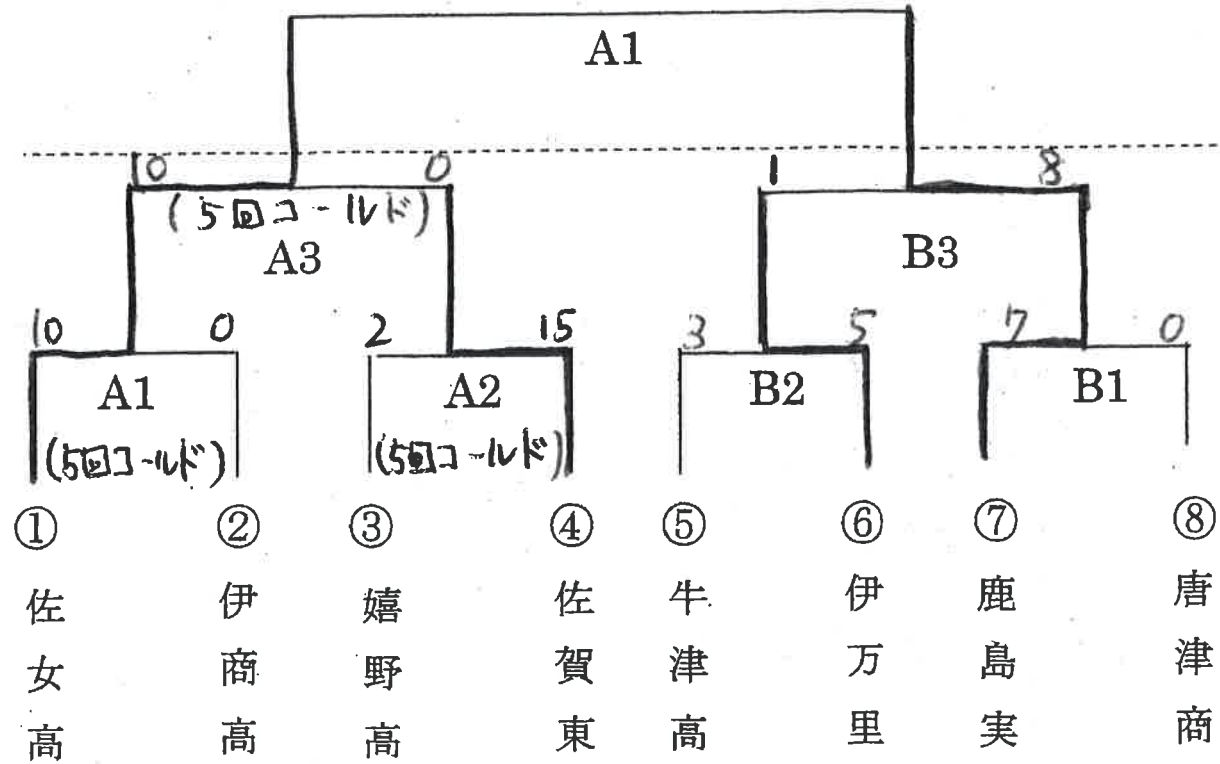 A1
10 0 1 8
(5回コールド)
A3 B3
10 0 2 15 3 5 7 0
A1 A2 B2 B1
(5回コールド) (5回コールド)
① ② ③ ④ ⑤ ⑥ ⑦ ⑧
佐女高
伊商高
嬉野高
佐賀東
牛津高
伊万里
鹿島実
唐津商